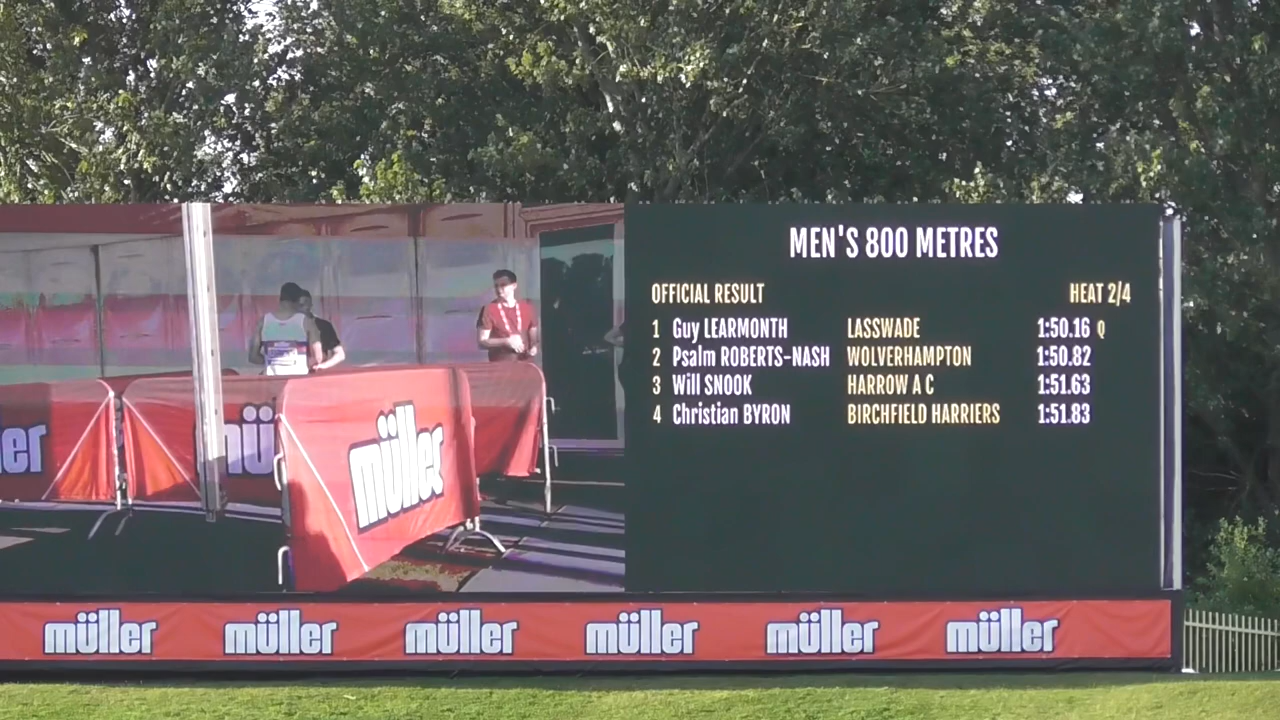 MEN'S 800 METRES
OFFICIAL RESULT HEAT 2/4
1 Guy LEARMONTH LASSWADE 1:50.16 Q
2 Psalm ROBERTS-NASH WOLVERHAMPTON 1:50.82
3 Will SNOOK HARROW A C 1:51.63
4 Christian BYRON BIRCHFIELD HARRIERS 1:51.83
müller
müller müller müller müller müller müller